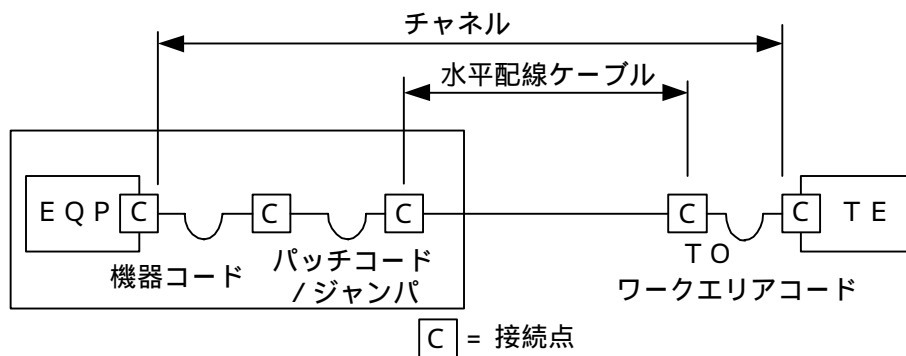 チャネル
水平配線ケーブル
EQP C C C C C TE
TO
機器コード
パッチコード
/ジャンパ
ワークエリアコード
C = 接続点